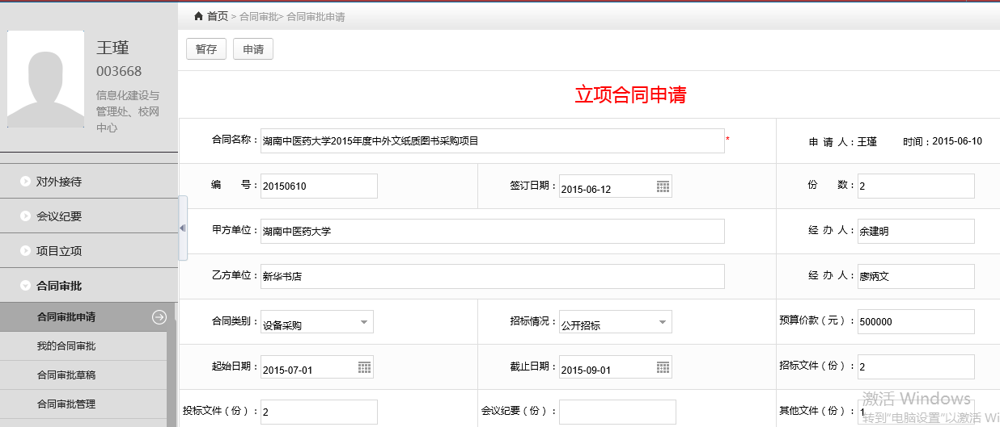 首页 > 合同审批> 合同审批申请
王瑾
003668
信息化建设与
管理处、校网
中心
对外接待
会议纪要
项目立项
合同审批
合同审批申请
我的合同审批
合同审批草稿
合同审批管理
暂存 申请
立项合同申请
合同名称： 湖南中医药大学2015年度中外文纸质图书采购项目 * 申 请 人：王瑾 时间：2015-06-10
编 号： 20150610 签订日期： 2015-06-12 份 数： 2
甲方单位： 湖南中医药大学 经 办 人： 余建明
乙方单位： 新华书店 经 办 人： 廖炳文
合同类别： 设备采购 招标情况： 公开招标 预算价款（元）： 500000
起始日期： 2015-07-01 截止日期： 2015-09-01 招标文件（份）： 2
投标文件（份）： 2 会议纪要（份）： 其他文件（份）： 1
激活 Windows
转到"电脑设置"以激活 Wi